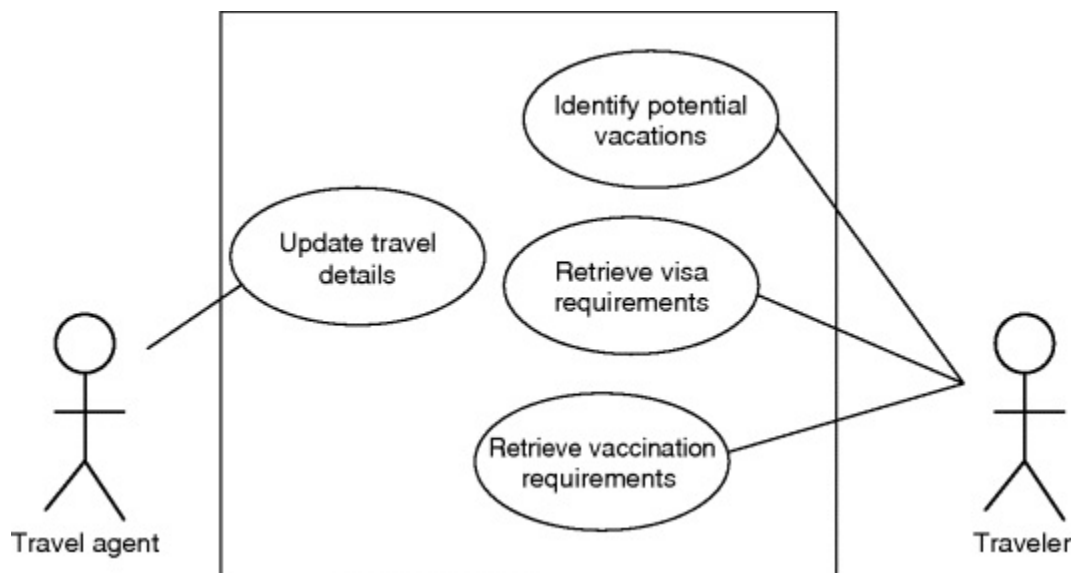 Identify potential
vacations
Update travel
details
Retrieve visa
requirements
Retrieve vaccination
requirements
Travel agent
Traveler